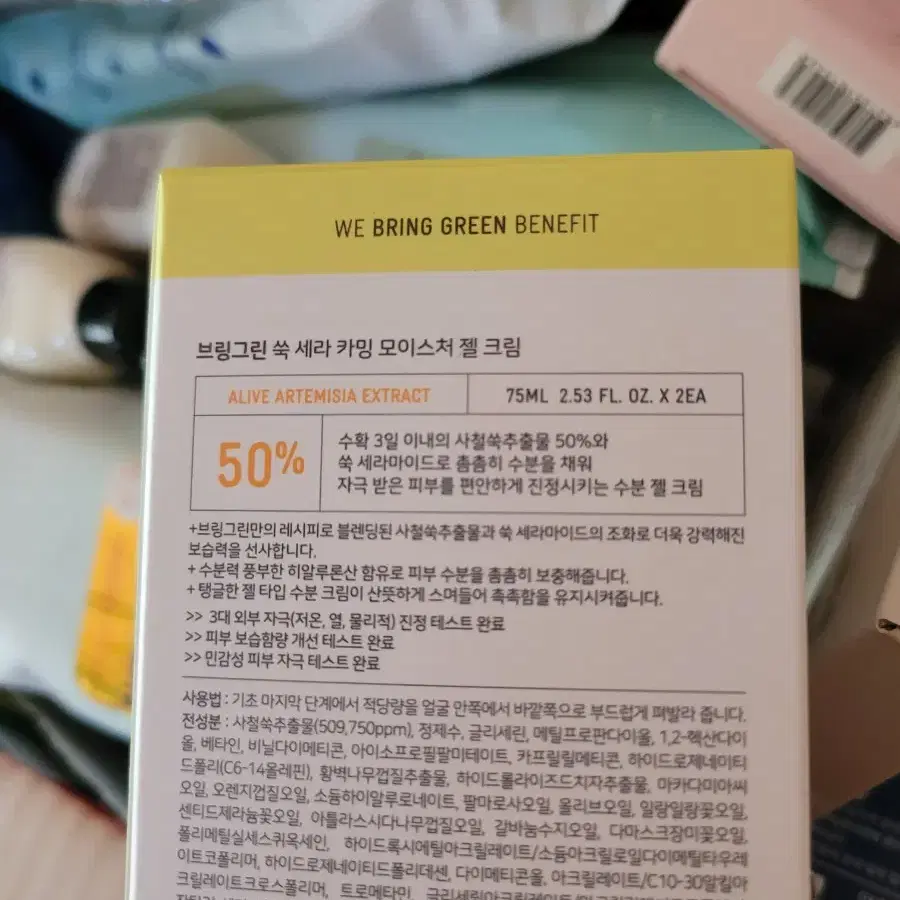 WE BRING GREEN BENEFIT
브링그린 쑥 세라 카밍 모이스처 젤 크림
ALIVE ARTEMISIA EXTRACT
75ML 2.53 FL. OZ. X 2EA
50%
수확 3일 이내의 사철쑥추출물 50%와
쑥 세라마이드로 촘촘히 수분을 채워
자극 받은 피부를 편안하게 진정시키는 수분 젤 크림
+브링그린만의 레시피로 블렌딩된 사철쑥추출물과 쑥 세라마이드의 조화로 더욱 강력해진
보습력을 선사합니다.
+ 수분력 풍부한 히알루론산 함유로 피부 수분을 촘촘히 보충해줍니다.
+ 탱글한 젤 타입 수분 크림이 산뜻하게 스며들어 촉촉함을 유지시켜줍니다.
>> 3대 외부 자극(저온, 열, 물리적) 진정 테스트 완료
>> 피부 보습함량 개선 테스트 완료
>> 민감성 피부 자극 테스트 완료
사용법 : 기초 마지막 단계에서 적당량을 얼굴 안쪽에서 바깥쪽으로 부드럽게 펴발라 줍니다.
전성분 : 사철쑥추출물(509,750ppm), 정제수, 글리세린, 메틸프로판다이올, 1,2-헥산다이
올, 베타인, 비닐다이메티콘, 아이소프로필팔미테이트, 카프릴릴메티콘, 하이드로제네이티
드폴리(C6-14올레핀), 황벽나무껍질추출물, 하이드롤라이즈드치자추출물, 마카다미아씨
오일, 오렌지껍질오일, 소듐하이알루로네이트, 팔마로사오일, 올리브오일, 일랑일랑꽃오일,
센티드제라늄꽃오일, 아틀라스시다나무껍질오일, 갈바눔수지오일, 다마스크장미꽃오일,
폴리메틸실세스퀴옥세인, 하이드록시에틸아크릴레이트/소듐아크릴로일다이메틸타우레
이트코폴리머, 하이드로제네이티드폴리데센, 다이메티콘올, 아크릴레이트/C10-30알킬아
크릴레이트크로스폴리머, 트로메타민,